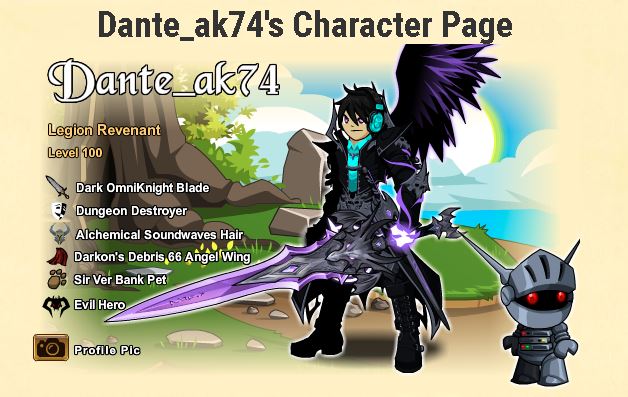 Dante_ak74's Character Page
Dante_ak74
Legion Revenant
Level 100
Dark OmniKnight Blade
Dungeon Destroyer
Alchemical Soundwaves Hair
Darkon's Debris 66 Angel Wing
Sir Ver Bank Pet
Evil Hero
Profile Pic